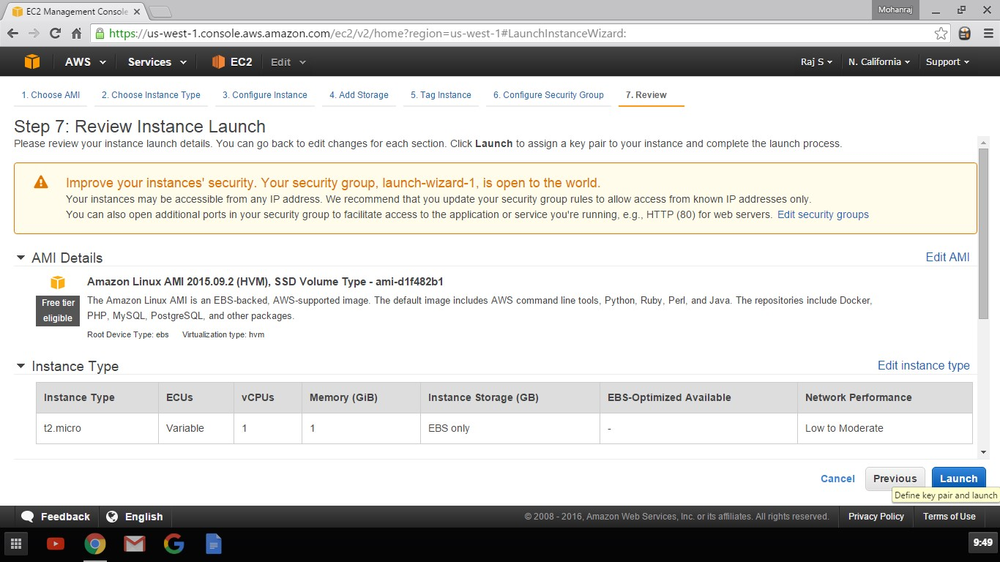 EC2 Management Console
Mohanraj
https://us-west-1.console.aws.amazon.com/ec2/v2/home?region=us-west-1#LaunchInstanceWizard:
AWS Services EC2 Edit Raj S N. California Support
1. Choose AMI 2. Choose Instance Type 3. Configure Instance 4. Add Storage 5. Tag Instance 6. Configure Security Group 7. Review
Step 7: Review Instance Launch
Please review your instance launch details. You can go back to edit changes for each section. Click Launch to assign a key pair to your instance and complete the launch process.
Improve your instances' security. Your security group, launch-wizard-1, is open to the world.
Your instances may be accessible from any IP address. We recommend that you update your security group rules to allow access from known IP addresses only.
You can also open additional ports in your security group to facilitate access to the application or service you're running, e.g., HTTP (80) for web servers. Edit security groups
AMI Details Edit AMI
Amazon Linux AMI 2015.09.2 (HVM), SSD Volume Type - ami-d1f482b1
Free tier
eligible
The Amazon Linux AMI is an EBS-backed, AWS-supported image. The default image includes AWS command line tools, Python, Ruby, Perl, and Java. The repositories include Docker,
PHP, MySQL, PostgreSQL, and other packages.
Root Device Type: ebs Virtualization type: hvm
Instance Type Edit instance type
Instance Type ECUs vCPUs Memory (GiB) Instance Storage (GB) EBS-Optimized Available Network Performance
t2.micro Variable 1 1 EBS only - Low to Moderate
Cancel Previous Launch
Define key pair and launch
Feedback English © 2008 - 2016, Amazon Web Services, Inc. or its affiliates. All rights reserved. Privacy Policy Terms of Use
9:49